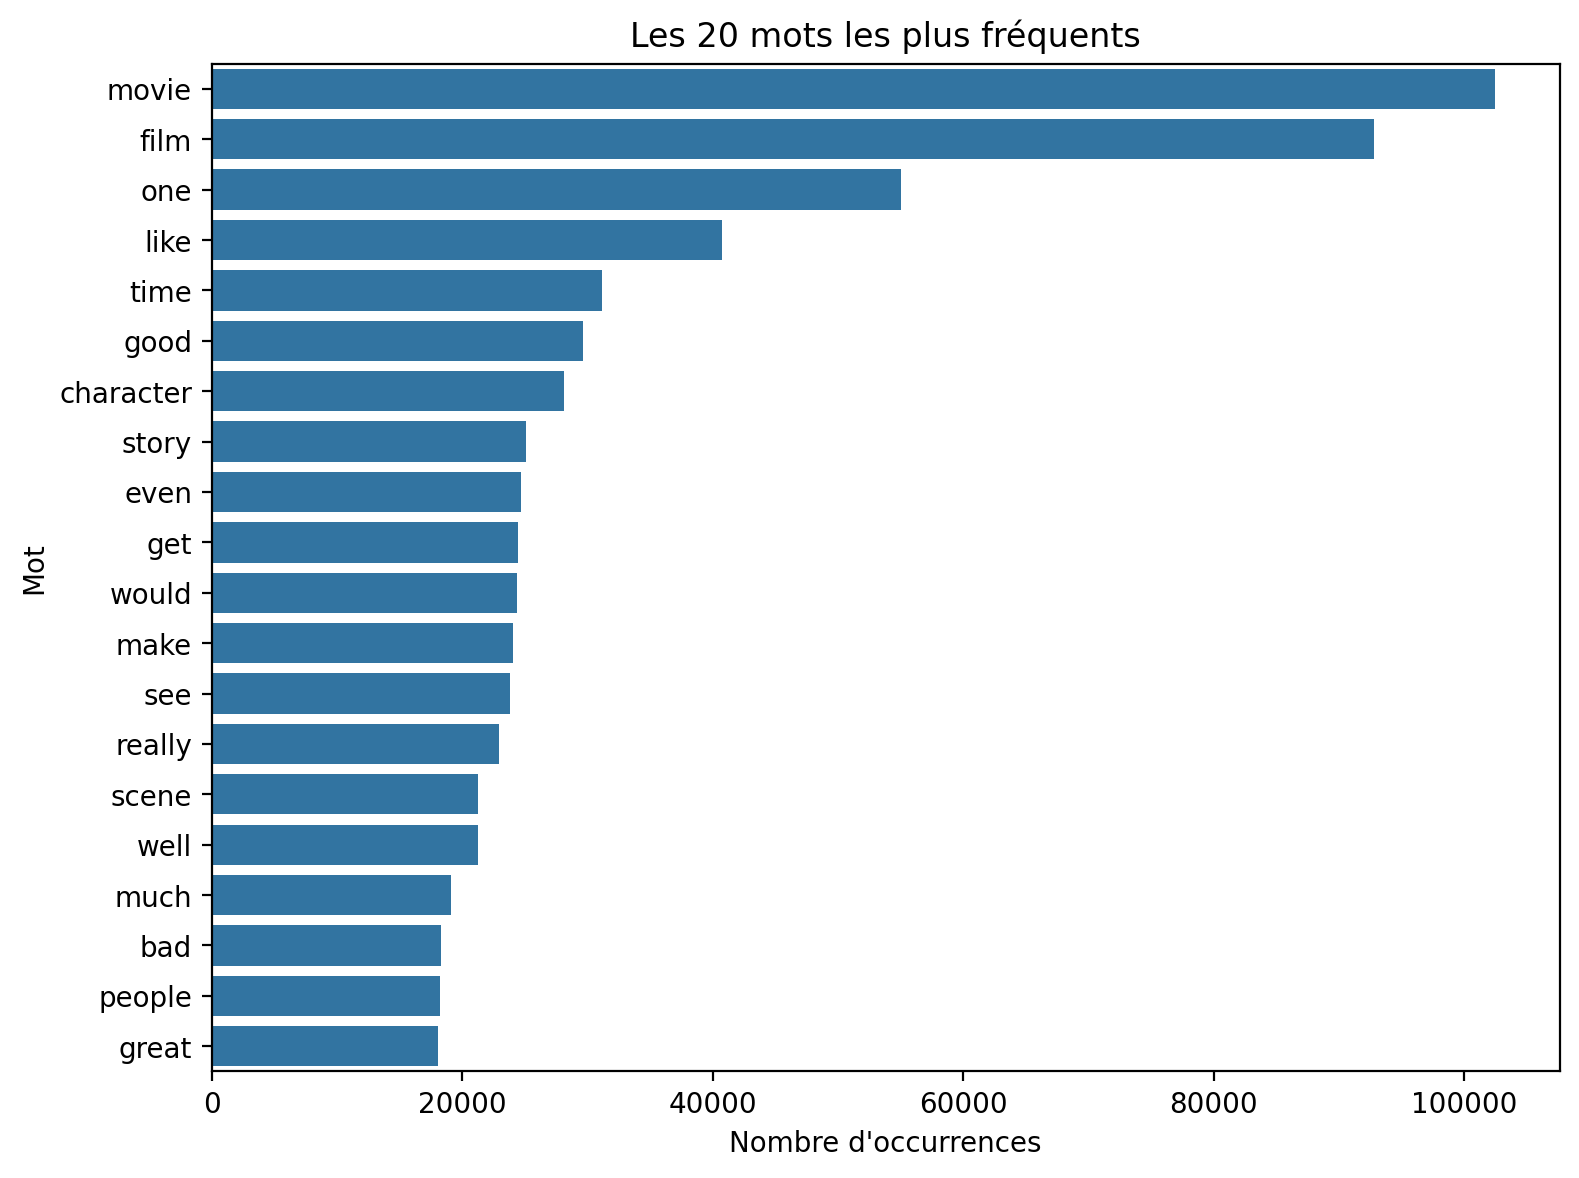 Les 20 mots les plus fréquents
movie
film
one
like
time
good
character
story
even
get
would
make
see
really
scene
well
much
bad
people
great
Mot
0 20000 40000 60000 80000 100000
Nombre d'occurrences